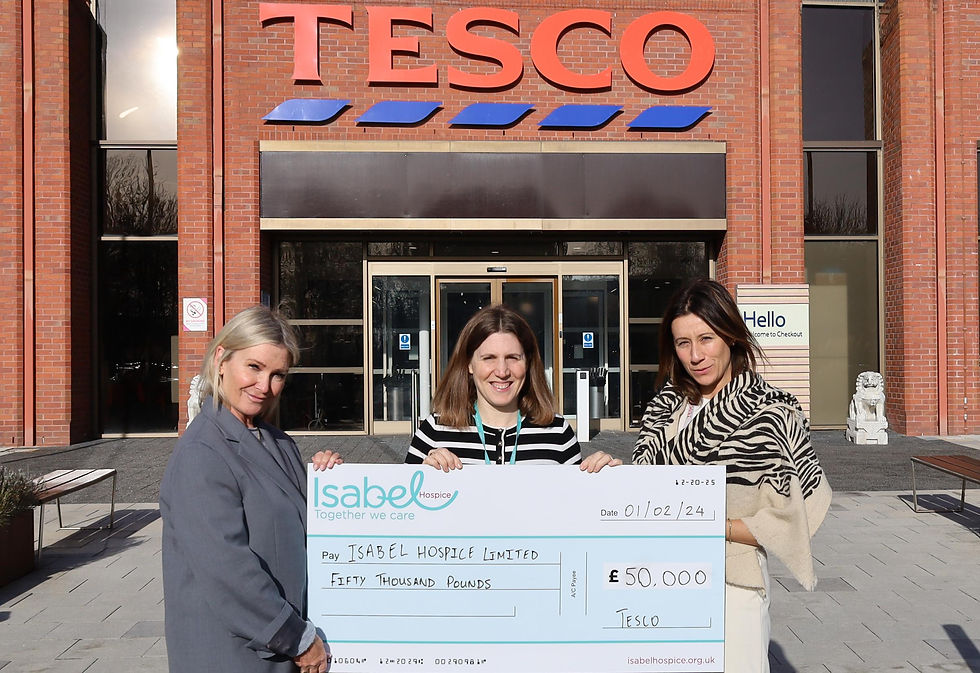 TESCO
Hello
Welcome to Checkout
Isabel Hospice
Together we care
12-20-25
Date 01/02/24
Pay ISABEL HOSPICE LIMITED
FIFTY THOUSAND POUNDS
A/C Payee
£50,000
TESCO
isabelhospice.org.uk